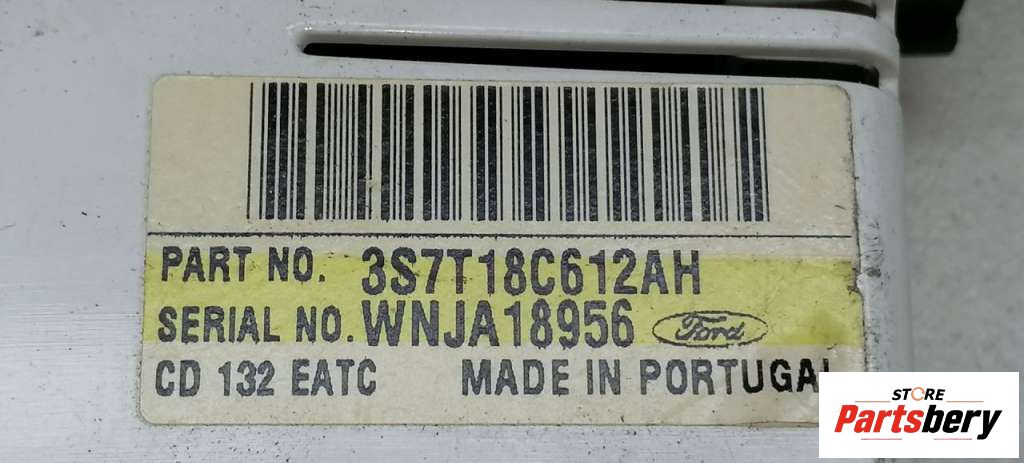 PART NO. 3S7T18C612AH
SERIAL NO. WNJA18956 Ford
CD 132 EATC MADE IN PORTUGAL
STORE
Partsbery